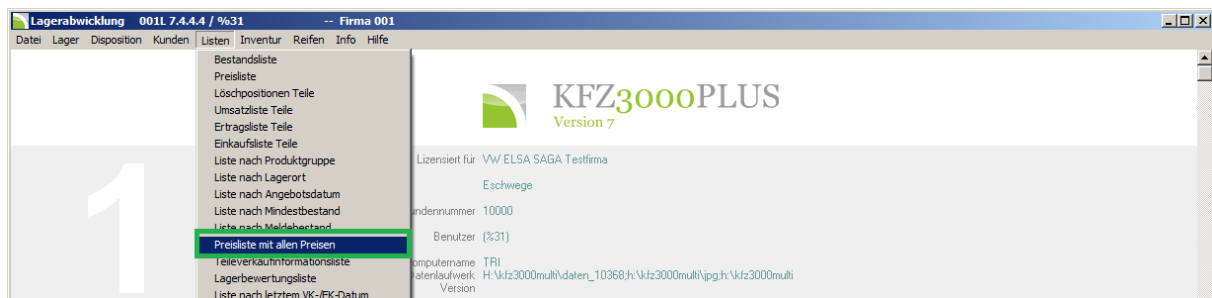 Lagerabwicklung 001L 7.4.4.4 / %31 -- Firma 001
Datei Lager Disposition Kunden Listen Inventur Reifen Info Hilfe
Bestandsliste
Preisliste
Löschpositionen Teile
Umsatzliste Teile
Ertragsliste Teile
Einkaufsliste Teile
Liste nach Produktgruppe
Liste nach Lagerort
Liste nach Angebotsdatum
Liste nach Mindestbestand
Liste nach Meldebestand
Preisliste mit allen Preisen
Teileverkaufinformationsliste
Lagerbewertungsliste
Liste nach letztem VK-/EK-Datum
KFZ3000PLUS
Version 7
1
Lizensiert für VW ELSA SAGA Testfirma
Eschwege
undennummer 10000
Benutzer (%31)
omputername TRI
Datenlaufwerk H:\kfz3000multi\daten_10368;h:\kfz3000multi\jpg;h:\kfz3000multi
Version